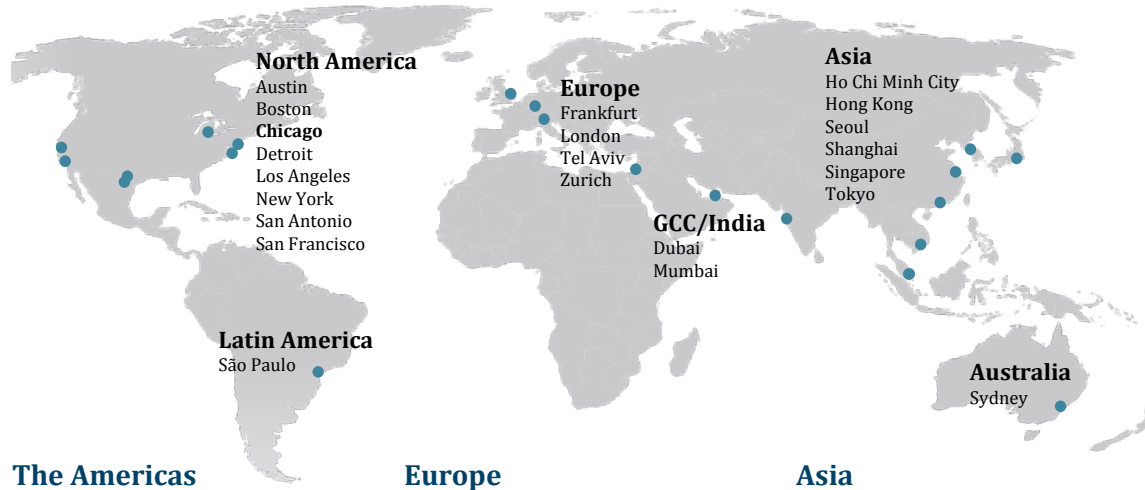 North America
Austin
Boston
Chicago
Detroit
Los Angeles
New York
San Antonio
San Francisco
Latin America
São Paulo
Europe
Frankfurt
London
Tel Aviv
Zurich
GCC/India
Dubai
Mumbai
Asia
Ho Chi Minh City
Hong Kong
Seoul
Shanghai
Singapore
Tokyo
Australia
Sydney
The Americas
Europe
Asia